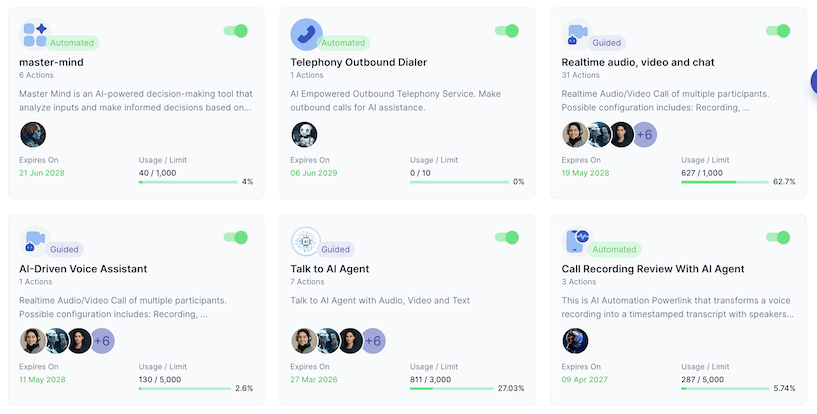 Automated
master-mind
6 Actions
Master Mind is an AI-powered decision-making tool that
analyze inputs and make informed decisions based on...
Expires On
Usage / Limit
21 Jun 2028
40 / 1,000
4%
Automated
Telephony Outbound Dialer
1 Actions
AI Empowered Outbound Telephony Service. Make
outbound calls for AI assistance.
Expires On
Usage / Limit
06 Jun 2029
0 / 10
0%
Guided
Realtime audio, video and chat
31 Actions
Realtime Audio/Video Call of multiple participants.
Possible configuration includes: Recording, ...
+6
Expires On
Usage / Limit
19 May 2028
627 / 1,000
62.7%
Guided
AI-Driven Voice Assistant
1 Actions
Realtime Audio/Video Call of multiple participants.
Possible configuration includes: Recording, ...
+6
Expires On
Usage / Limit
11 May 2028
130 / 5,000
2.6%
AI
Guided
Talk to AI Agent
7 Actions
Talk to AI Agent with Audio, Video and Text
+6
Expires On
Usage / Limit
27 Mar 2026
811 / 3,000
27.03%
Automated
Call Recording Review With AI Agent
3 Actions
This is AI Automation Powerlink that transforms a voice
recording into a timestamped transcript with speakers...
Expires On
Usage / Limit
09 Apr 2027
287 / 5,000
5.74%